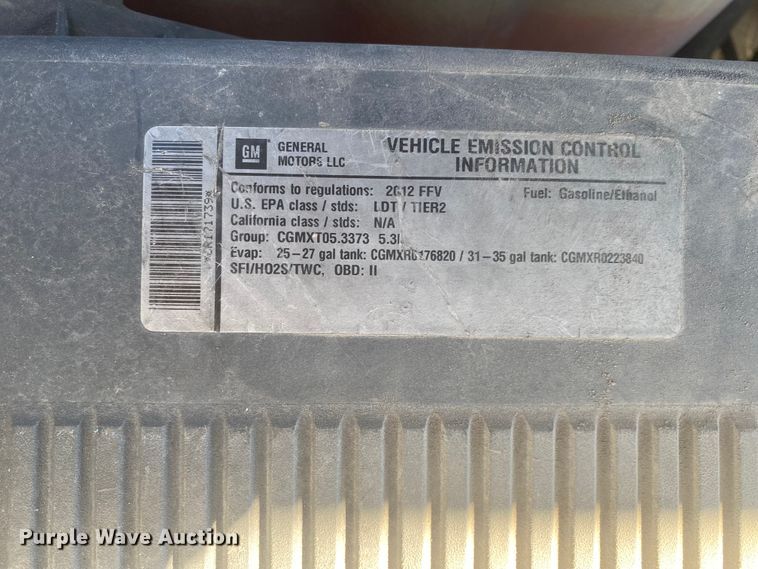 GM
GENERAL MOTORS LLC
VEHICLE EMISSION CONTROL INFORMATION
Conforms to regulations: 2012 FFV Fuel: Gasoline/Ethanol
U.S. EPA class / stds: LDT / TIER2
California class / stds: N/A
Group: CGMXT05.3373 5.3L
Evap: 25-27 gal tank: CGMXR0176820 / 31-35 gal tank: CGMXR0223840
SFI/HO2S/TWC, OBD: II
*CR171739*
Purple Wave Auction